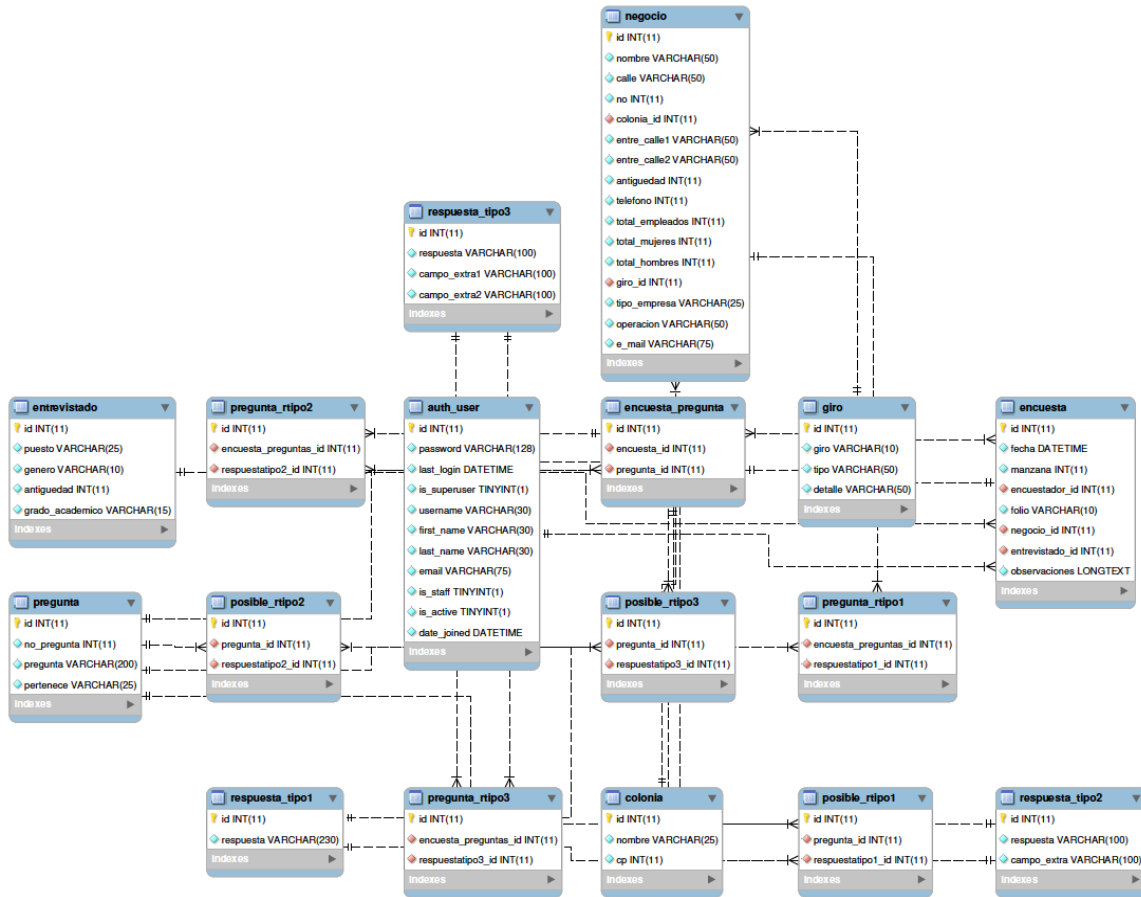 negocio
id INT(11)
nombre VARCHAR(50)
calle VARCHAR(50)
no INT(11)
colonia_id INT(11)
entre_calle1 VARCHAR(50)
entre_calle2 VARCHAR(50)
antiguedad INT(11)
telefono INT(11)
total_empleados INT(11)
total_mujeres INT(11)
total_hombres INT(11)
giro_id INT(11)
tipo_empresa VARCHAR(25)
operacion VARCHAR(50)
e_mail VARCHAR(75)
Indexes
respuesta_tipo3
id INT(11)
respuesta VARCHAR(100)
campo_extra1 VARCHAR(100)
campo_extra2 VARCHAR(100)
Indexes
entrevistado
id INT(11)
puesto VARCHAR(25)
genero VARCHAR(10)
antiguedad INT(11)
grado_academico VARCHAR(15)
Indexes
pregunta_rtipo2
id INT(11)
encuesta_preguntas_id INT(11)
respuestatipo2_id INT(11)
Indexes
auth_user
id INT(11)
password VARCHAR(128)
last_login DATETIME
is_superuser TINYINT(1)
username VARCHAR(30)
first_name VARCHAR(30)
last_name VARCHAR(30)
email VARCHAR(75)
is_staff TINYINT(1)
is_active TINYINT(1)
date_joined DATETIME
Indexes
encuesta_pregunta
id INT(11)
encuesta_id INT(11)
pregunta_id INT(11)
Indexes
giro
id INT(11)
giro VARCHAR(10)
tipo VARCHAR(50)
detalle VARCHAR(50)
Indexes
encuesta
id INT(11)
fecha DATETIME
manzana INT(11)
encuestador_id INT(11)
folio VARCHAR(10)
negocio_id INT(11)
entrevistado_id INT(11)
observaciones LONGTEXT
Indexes
pregunta
id INT(11)
no_pregunta INT(11)
pregunta VARCHAR(200)
pertenece VARCHAR(25)
Indexes
posible_rtipo2
id INT(11)
pregunta_id INT(11)
respuestatipo2_id INT(11)
Indexes
posible_rtipo3
id INT(11)
pregunta_id INT(11)
respuestatipo3_id INT(11)
Indexes
pregunta_rtipo1
id INT(11)
encuesta_preguntas_id INT(11)
respuestatipo1_id INT(11)
Indexes
respuesta_tipo1
id INT(11)
respuesta VARCHAR(230)
Indexes
pregunta_rtipo3
id INT(11)
encuesta_preguntas_id INT(11)
respuestatipo3_id INT(11)
Indexes
colonia
id INT(11)
nombre VARCHAR(25)
cp INT(11)
Indexes
posible_rtipo1
id INT(11)
pregunta_id INT(11)
respuestatipo1_id INT(11)
Indexes
respuesta_tipo2
id INT(11)
respuesta VARCHAR(100)
campo_extra VARCHAR(100)
Indexes